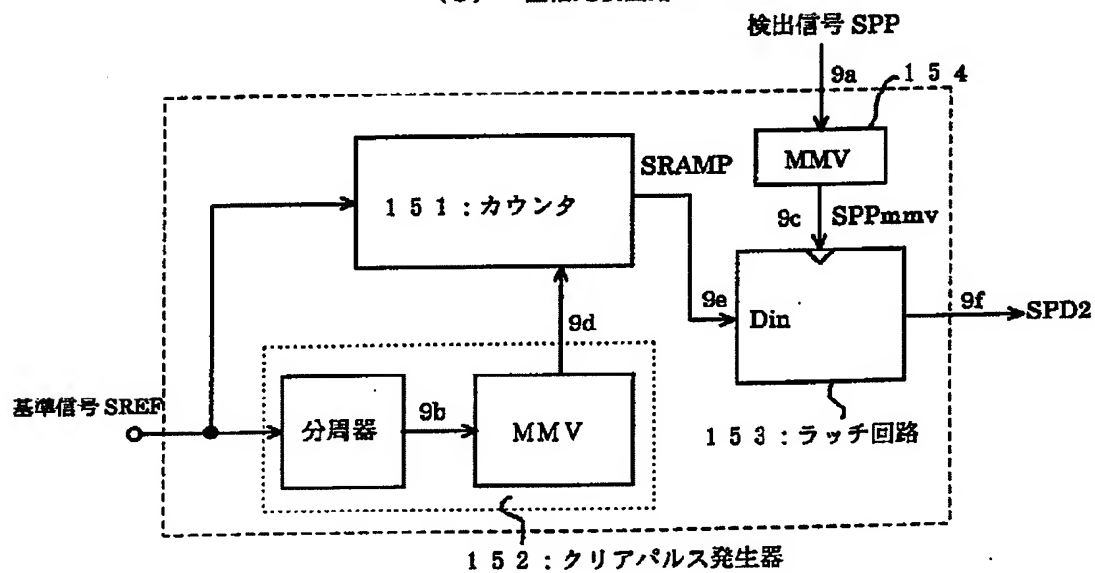 検出信号 SPP
9a
154
MMV
SRAMP
151:カウンタ
9c
SPPmmv
9e
Din
9f
SPD2
9d
基準信号 SREF
分周器
9b
MMV
153:ラッチ回路
152:クリアパルス発生器